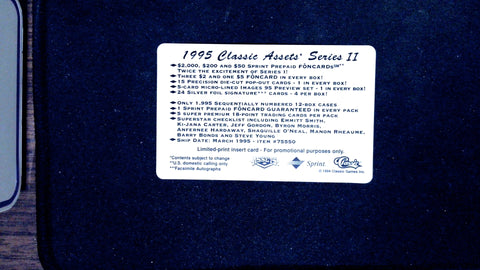 1995 Classic Assets® Series II
$2,000, $200 and $50 Sprint Prepaid FŌNCARDs℠**
Twice the excitement of Series I!
Three $2 and one $5 FŌNCARD in every box!
15 Precision die-cut pop-out cards - 1 in every box!
5-card micro-lined Images 95 Preview set - 1 in every box!
24 Silver foil signature*** cards - 4 per box!
Only 1,995 Sequentially numbered 12-box cases
1 Sprint Prepaid FŌNCARD guaranteed in every-pack
5 super premium 18-point trading cards per pack
Superstar checklist including Emmitt Smith,
Ki-Jana Carter, Jeff Gordon, Byron Morris,
Anfernee Hardaway, Shaquille O'Neal, Manon Rheaume,
Barry Bonds and Steve Young
Ship Date: March 1995 - item #75550
Limited-print insert card - For promotional purposes only.
*Contents subject to change
**U.S. domestic calling only
***Facsimile Autographs
Sprint
Classic
© 1994 Classic Games Inc.